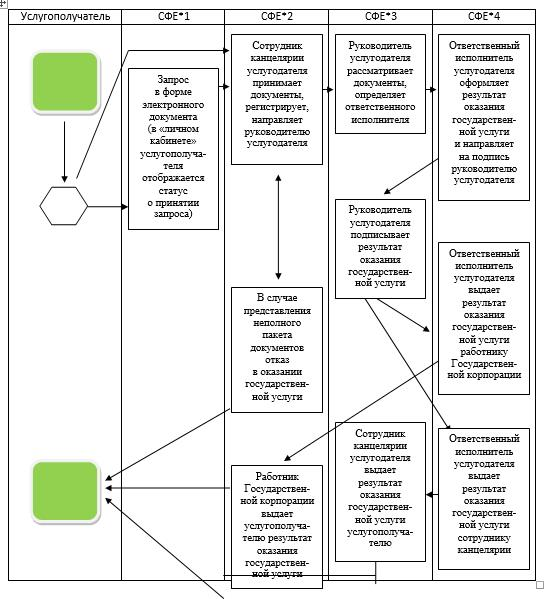 Услугополучатель
СФЕ*1
СФЕ*2
СФЕ*3
СФЕ*4
Запрос
в форме
электронного
документа
(в «личном
кабинете»
услугополуча-
теля
отображается
статус
о принятии
запроса)
Сотрудник
канцелярии
услугодателя
принимает
документы,
регистрирует,
направляет
руководителю
услугодателя
Руководитель
услугодателя
рассматривает
документы,
определяет
ответственного
исполнителя
Ответственный
исполнитель
услугодателя
оформляет
результат
оказания
государствен-
ной услуги
и направляет
на подпись
руководителю
услугодателя
Руководитель
услугодателя
подписывает
результат
оказания
государствен-
ной услуги
Ответственный
исполнитель
услугодателя
выдает
результат
оказания
государствен-
ной услуги
работнику
Государствен-
ной корпорации
В случае
представления
неполного
пакета
документов
отказ
в оказании
государствен-
ной услуги
Сотрудник
канцелярии
услугодателя
выдает
результат
оказания
государствен-
ной услуги
услугополуча-
телю
Ответственный
исполнитель
услугодателя
выдает
результат
оказания
государствен-
ной услуги
сотруднику
канцелярии
Работник
Государствен-
ной корпорации
выдает
услугополуча-
телю результат
оказания
государствен-
ной услуги